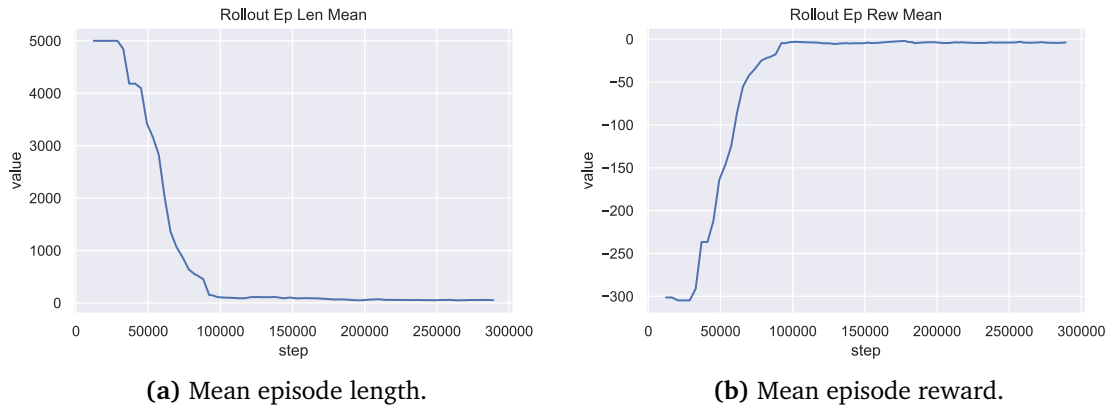 Rollout Ep Len Mean
5000
4000
3000
2000
1000
0
value
0 50000 100000 150000 200000 250000 300000
step
(a) Mean episode length.
Rollout Ep Rew Mean
0
−50
−100
−150
−200
−250
−300
value
0 50000 100000 150000 200000 250000 300000
step
(b) Mean episode reward.